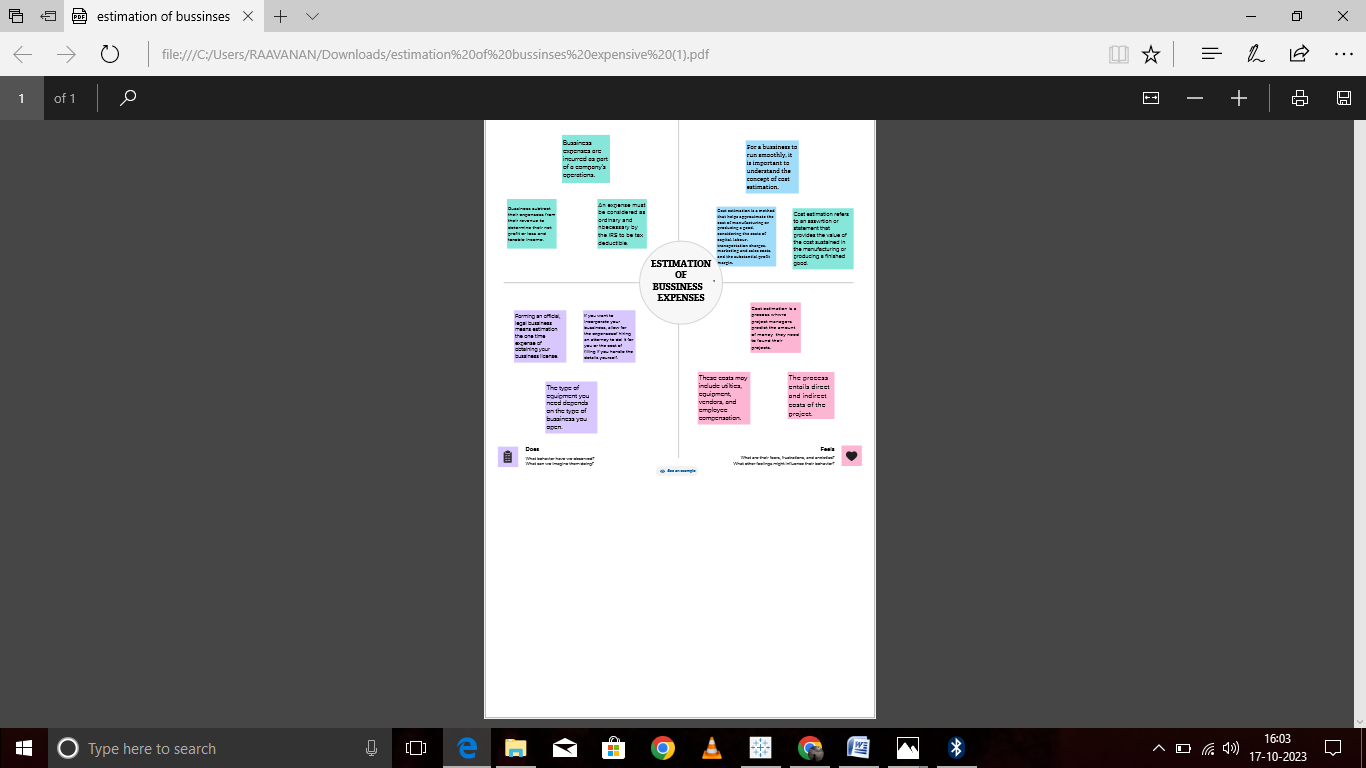 estimation of bussinses
file:///C:/Users/RAAVANAN/Downloads/estimation%20of%20bussinses%20expensive%20(1).pdf
1
of 1
Bussiness
expenses are
incurred as part
of a company's
operations.
For a bussiness to
run smoothly, it
is important to
understand the
concept of cost
estimation.
Bussiness subtract
their expenses from
their revenue to
determine their net
profit or loss and
taxable income.
An expense must
be considered as
ordinary and
nbecessary by
the IRS to be tax
deductible.
Cost estimation is a method
that helps approximate the
cost of manufacturing or
producing a good.
considering the costs of
capital, labour,
transportation charges,
marketing and sales costs,
and the substantial profit
margin.
Cost estimation refers
to an
or
statement that
provides the value of
the cost sustained in
the manufacturing or
producing a finished
good.
ESTIMATION
OF
BUSSINESS
EXPENSES
Forming an official,
legal bussiness
means estimation
the one time
expense of
obtaining your
bussiness license.
If you want to
incorporate your
bussiness, allow for
the expenses of hiring
an attorney to do it for
you or the cost of
filling if you handle the
details yourself.
Cost estimation is a
process where
project managers
predict the amount
of money they need
to found their
projects.
The type of
equipment you
need depends
on the type of
bussiness you
open.
These costs may
include
equipment,
vendors, and
employee
compensation.
The process
entails direct
and indirect
costs of the
project.
Does
What behavior have we observed?
What can we imagine them doing?
Feels
What are their fears, frustrations, and anxieties?
What other feelings might influence their behavior?
See an example
Type here to search
16:03
17-10-2023